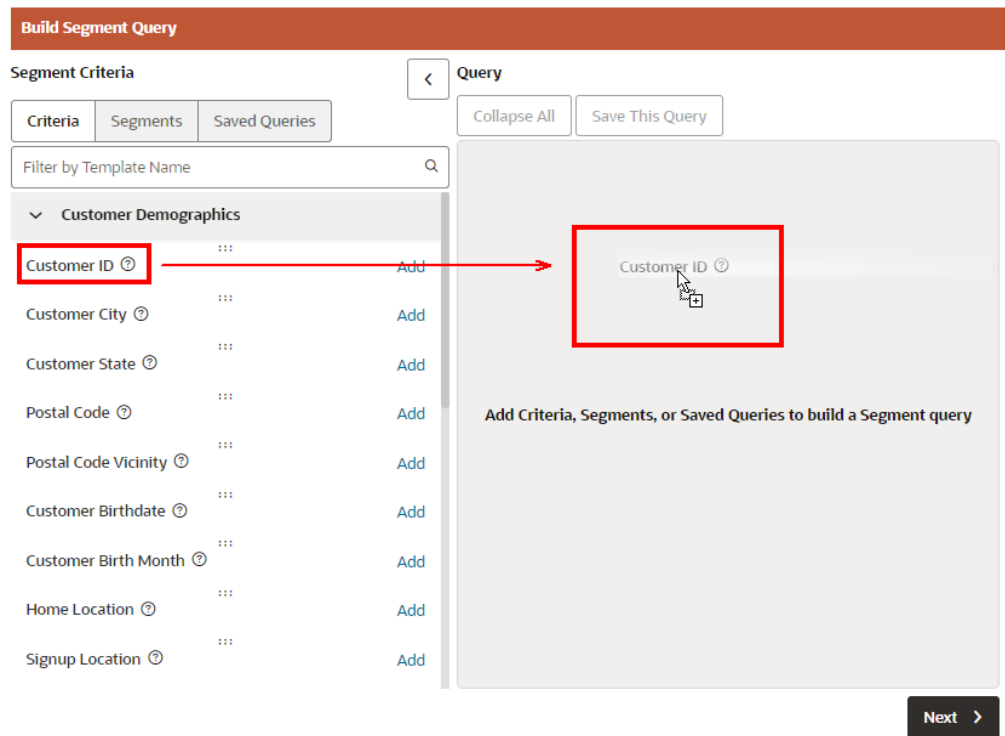 Build Segment Query
Segment Criteria
Query
Criteria
Segments
Saved Queries
Collapse All
Save This Query
Filter by Template Name
Customer Demographics
Customer ID
Add
Customer ID
Customer City
Add
Customer State
Add
Postal Code
Add
Add Criteria, Segments, or Saved Queries to build a Segment query
Postal Code Vicinity
Add
Customer Birthdate
Add
Customer Birth Month
Add
Home Location
Add
Signup Location
Add
Next